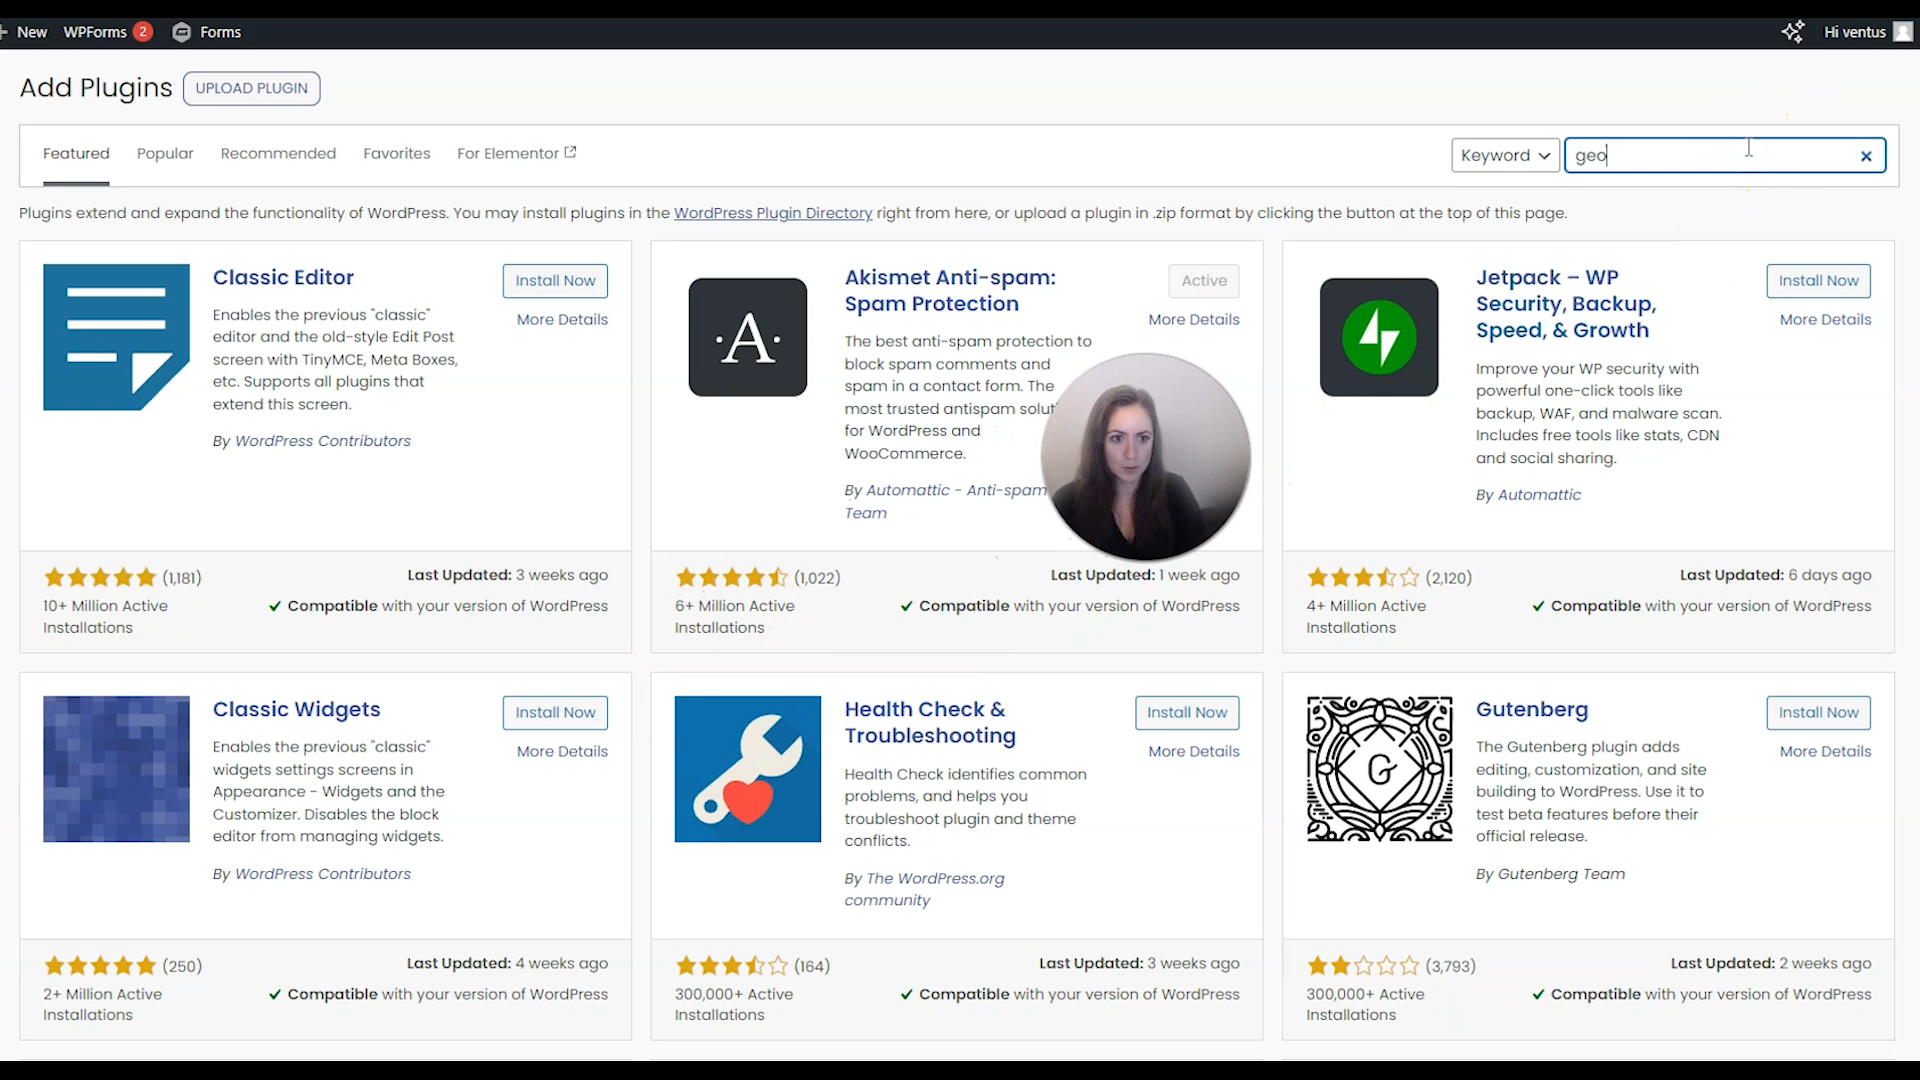 New WPForms 2 Forms Hi ventus
Add Plugins UPLOAD PLUGIN
Featured Popular Recommended Favorites For Elementor Keyword geo
Plugins extend and expand the functionality of WordPress. You may install plugins in the WordPress Plugin Directory right from here, or upload a plugin in .zip format by clicking the button at the top of this page.
Classic Editor
Install Now
More Details
Enables the previous "classic"
editor and the old-style Edit Post
screen with TinyMCE, Meta Boxes,
etc. Supports all plugins that
extend this screen.
By WordPress Contributors
(1,181)
Last Updated: 3 weeks ago
10+ Million Active
Installations
Compatible with your version of WordPress
·A·
Akismet Anti-spam:
Spam Protection
Active
More Details
The best anti-spam protection to
block spam comments and
spam in a contact form. The
most trusted antispam
for WordPress and
WooCommerce.
By Automattic - Anti-spam
Team
(1,022)
Last Updated: 1 week ago
6+ Million Active
Installations
Compatible with your version of WordPress
Jetpack – WP
Security, Backup,
Speed, & Growth
Install Now
More Details
Improve your WP security with
powerful one-click tools like
backup, WAF, and malware scan.
Includes free tools like stats, CDN
and social sharing.
By Automattic
(2,120)
Last Updated: 6 days ago
4+ Million Active
Installations
Compatible with your version of WordPress
Classic Widgets
Install Now
More Details
Enables the previous "classic"
widgets settings screens in
Appearance - Widgets and the
Customizer. Disables the block
editor from managing widgets.
By WordPress Contributors
(250)
Last Updated: 4 weeks ago
2+ Million Active
Installations
Compatible with your version of WordPress
Health Check &
Troubleshooting
Install Now
More Details
Health Check identifies common
problems, and helps you
troubleshoot plugin and theme
conflicts.
By The WordPress.org
community
(164)
Last Updated: 3 weeks ago
300,000+ Active
Installations
Compatible with your version of WordPress
G
Gutenberg
Install Now
More Details
The Gutenberg plugin adds
editing, customization, and site
building to WordPress. Use it to
test beta features before their
official release.
By Gutenberg Team
(3,793)
Last Updated: 2 weeks ago
300,000+ Active
Installations
Compatible with your version of WordPress